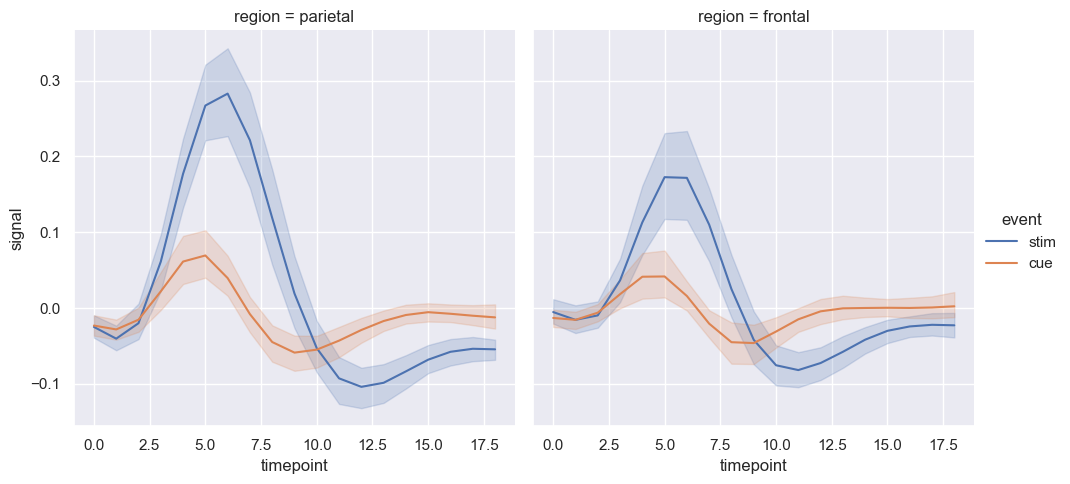 region = parietal
region = frontal
signal
0.3
0.2
0.1
0.0
−0.1
0.0 2.5 5.0 7.5 10.0 12.5 15.0 17.5
timepoint
0.0 2.5 5.0 7.5 10.0 12.5 15.0 17.5
timepoint
event
stim
cue